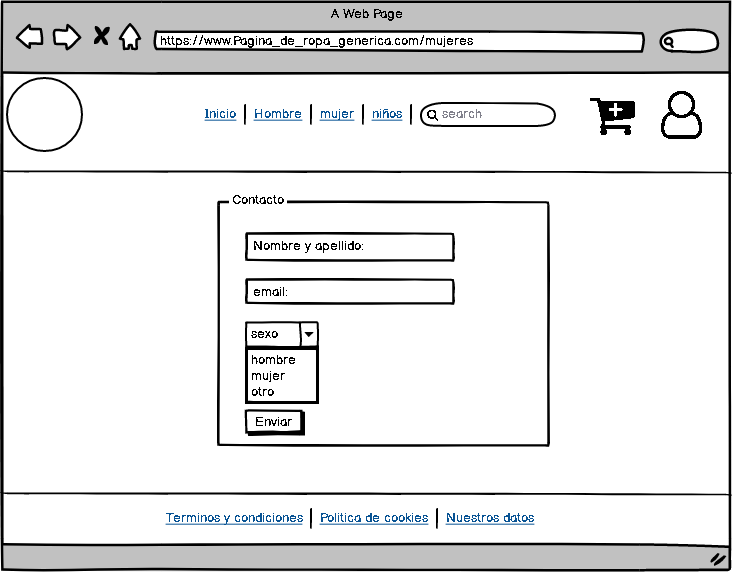 A Web Page
https://www.Pagina_de_ropa_generica.com/mujeres
Inicio | Hombre | mujer | niños | search
Contacto
Nombre y apellido:
email:
sexo
hombre
mujer
otro
Enviar
Terminos y condiciones | Politica de cookies | Nuestros datos